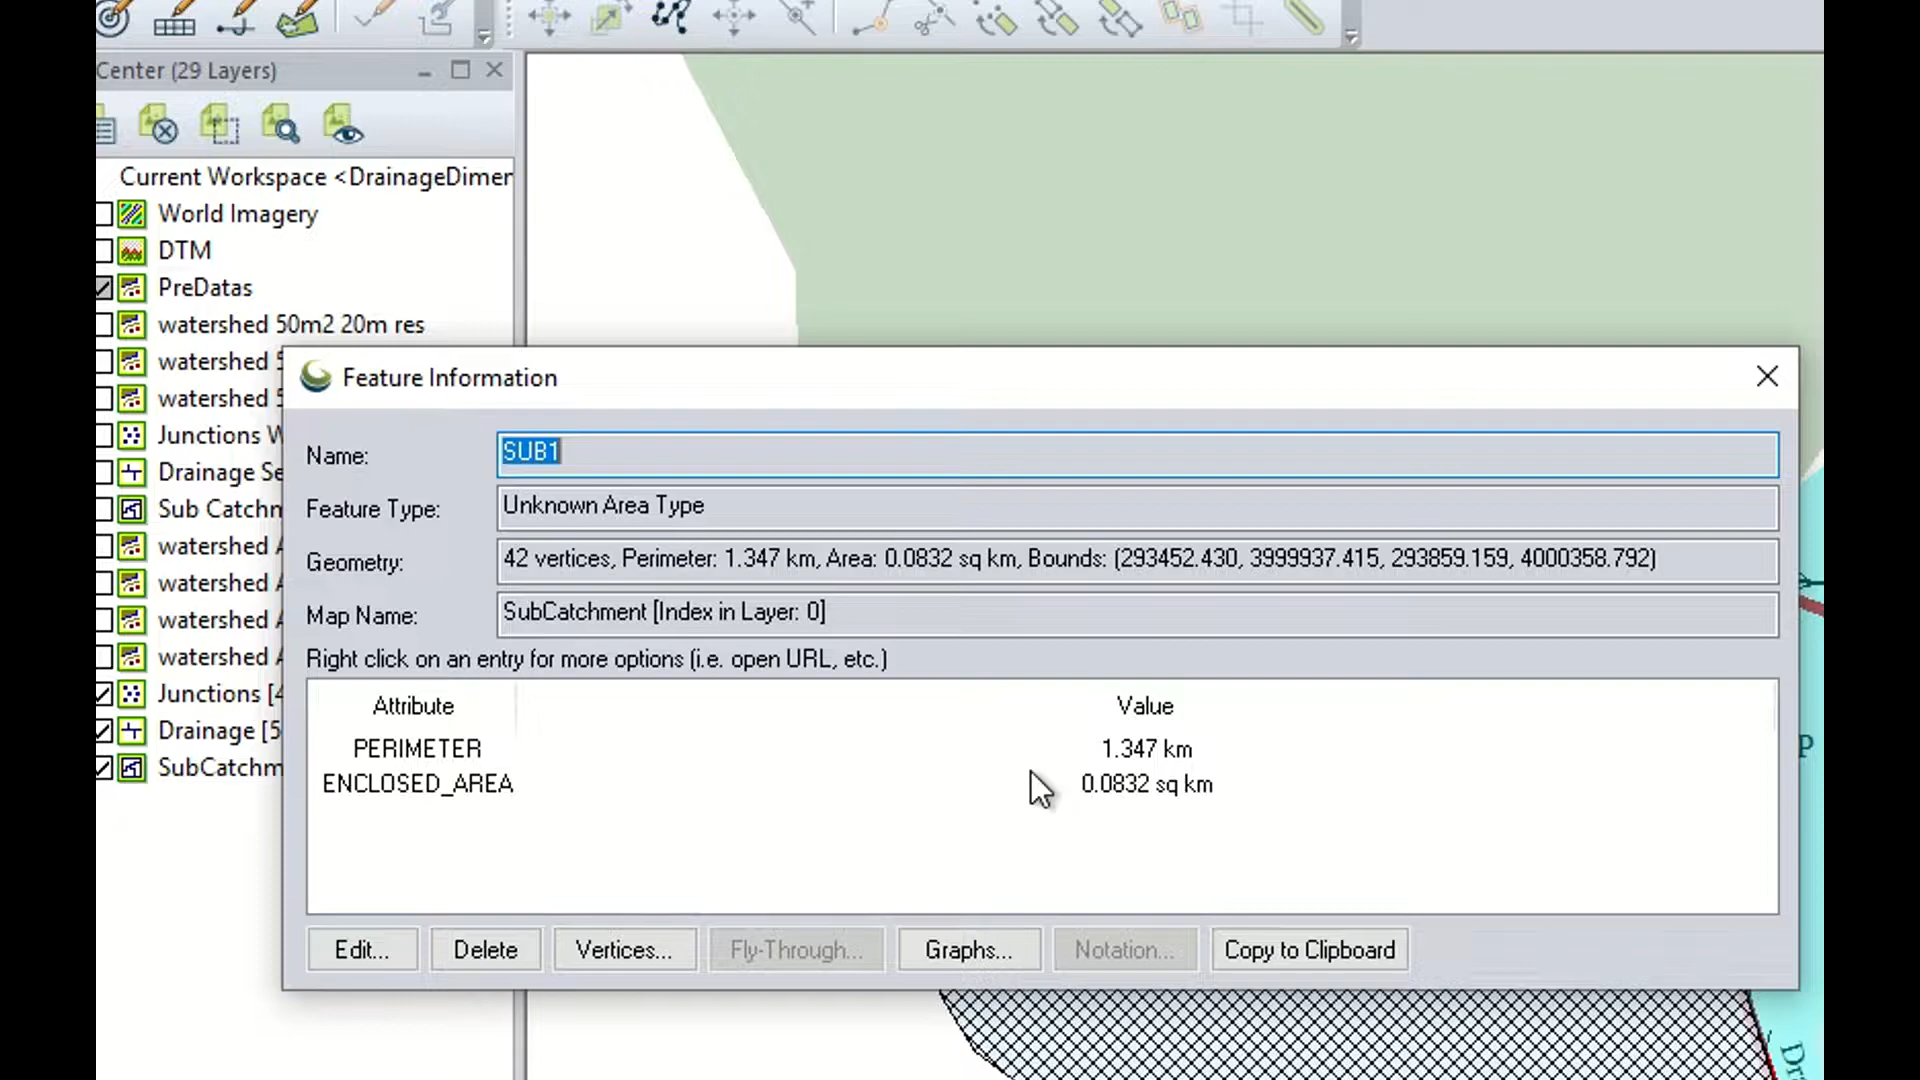 Center (29 Layers)
Current Workspace <DrainageDimen
World Imagery
DTM
PreDatas
watershed 50m2 20m res
watershed 5
watershed 5
Junctions W
Drainage Se
Sub Catchm
watershed A
watershed A
watershed A
watershed A
Junctions [4
Drainage [5
SubCatchm
Feature Information
Name:
SUB1
Feature Type:
Unknown Area Type
Geometry:
42 vertices, Perimeter: 1.347 km, Area: 0.0832 sq km, Bounds: (293452.430, 3999937.415, 293859.159, 4000358.792)
Map Name:
SubCatchment [Index in Layer: 0]
Right click on an entry for more options (i.e. open URL, etc.)
Attribute Value
PERIMETER 1.347 km
ENCLOSED_AREA 0.0832 sq km
Edit... Delete Vertices... Fly-Through... Graphs... Notation... Copy to Clipboard
p
Dr